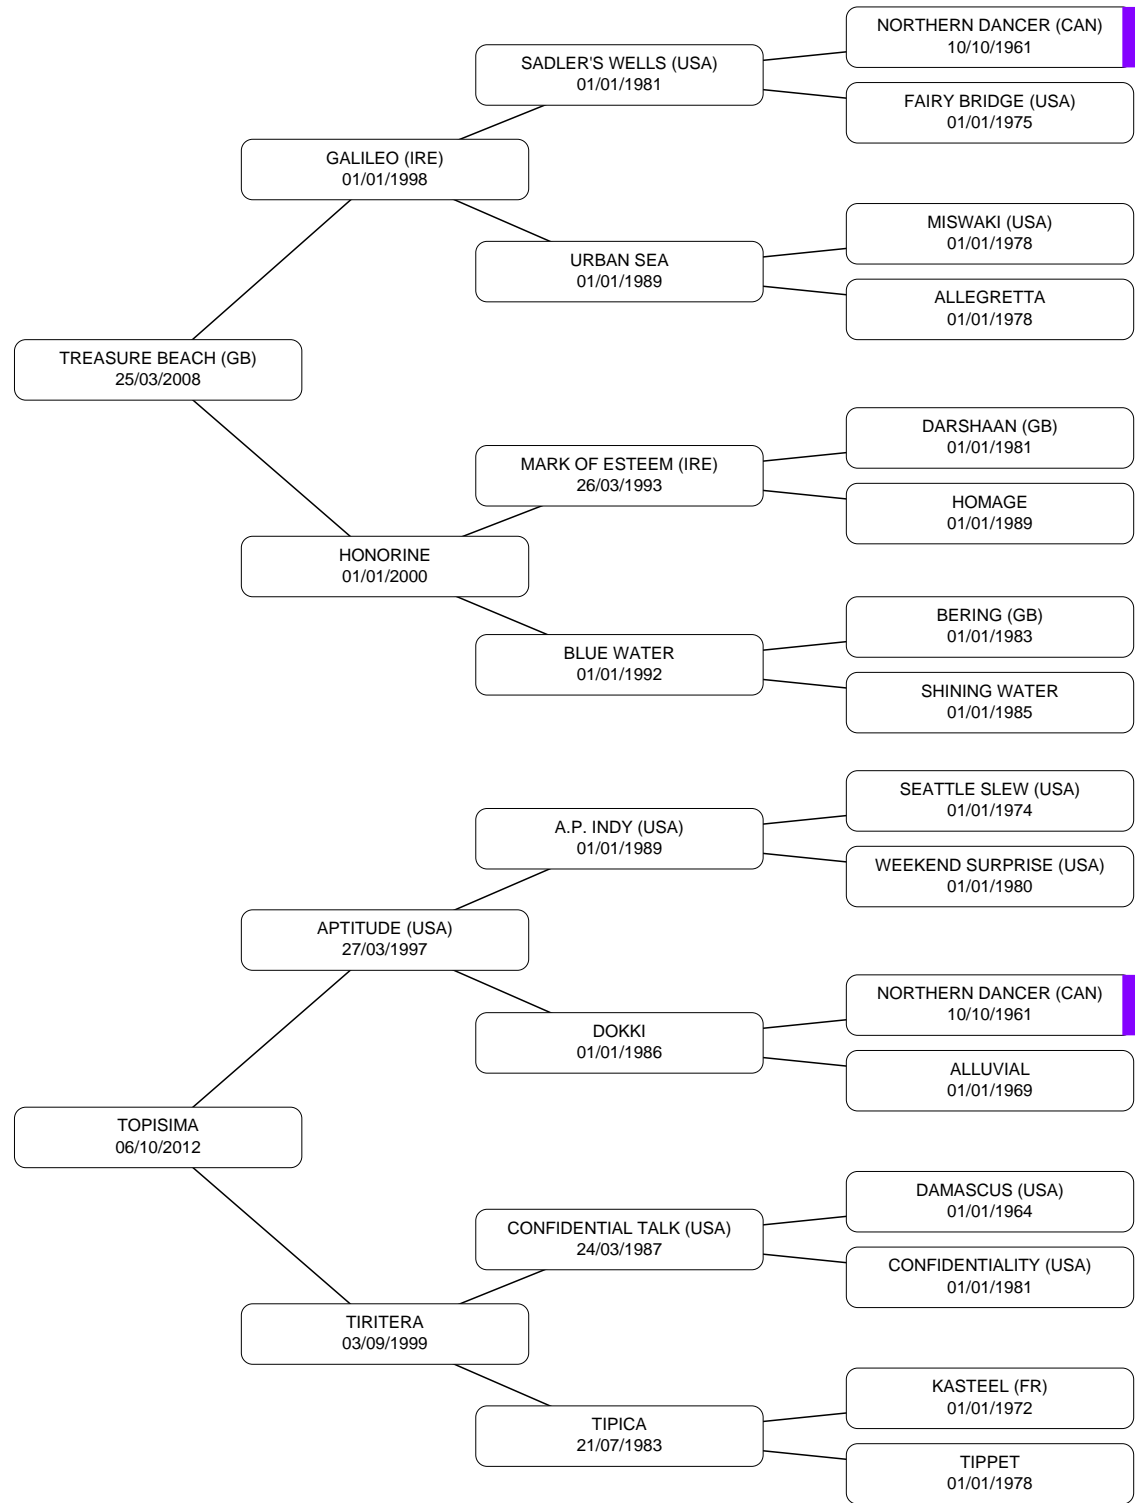 NORTHERN DANCER (CAN)
10/10/1961
SADLER'S WELLS (USA)
01/01/1981
FAIRY BRIDGE (USA)
01/01/1975
GALILEO (IRE)
01/01/1998
MISWAKI (USA)
01/01/1978
URBAN SEA
01/01/1989
ALLEGRETTA
01/01/1978
TREASURE BEACH (GB)
25/03/2008
DARSHAAN (GB)
01/01/1981
MARK OF ESTEEM (IRE)
26/03/1993
HOMAGE
01/01/1989
HONORINE
01/01/2000
BERING (GB)
01/01/1983
BLUE WATER
01/01/1992
SHINING WATER
01/01/1985
SEATTLE SLEW (USA)
01/01/1974
A.P. INDY (USA)
01/01/1989
WEEKEND SURPRISE (USA)
01/01/1980
APTITUDE (USA)
27/03/1997
NORTHERN DANCER (CAN)
10/10/1961
DOKKI
01/01/1986
ALLUVIAL
01/01/1969
TOPISIMA
06/10/2012
DAMASCUS (USA)
01/01/1964
CONFIDENTIAL TALK (USA)
24/03/1987
CONFIDENTIALITY (USA)
01/01/1981
TIRITERA
03/09/1999
KASTEEL (FR)
01/01/1972
TIPICA
21/07/1983
TIPPET
01/01/1978